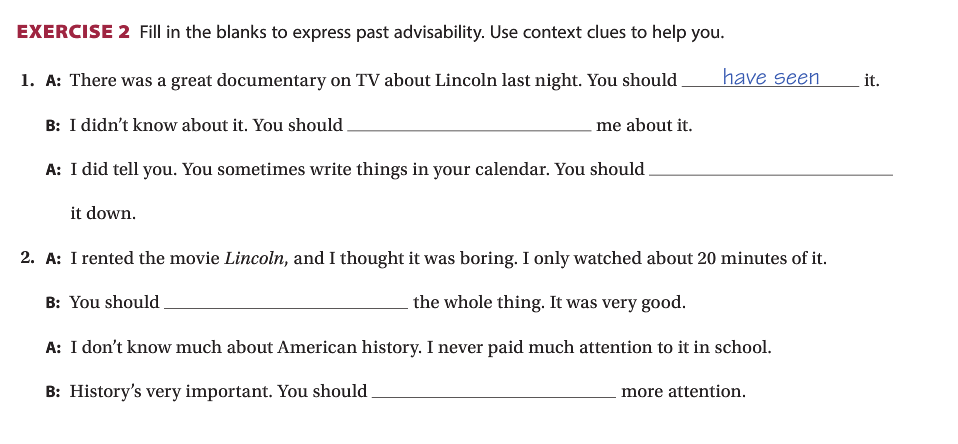 EXERCISE 2 Fill in the blanks to express past advisability. Use context clues to help you.
1. A: There was a great documentary on TV about Lincoln last night. You should have seen it.
B: I didn't know about it. You should ____________________ me about it.
A: I did tell you. You sometimes write things in your calendar. You should ____________________
it down.
2. A: I rented the movie Lincoln, and I thought it was boring. I only watched about 20 minutes of it.
B: You should ____________________ the whole thing. It was very good.
A: I don't know much about American history. I never paid much attention to it in school.
B: History's very important. You should ____________________ more attention.